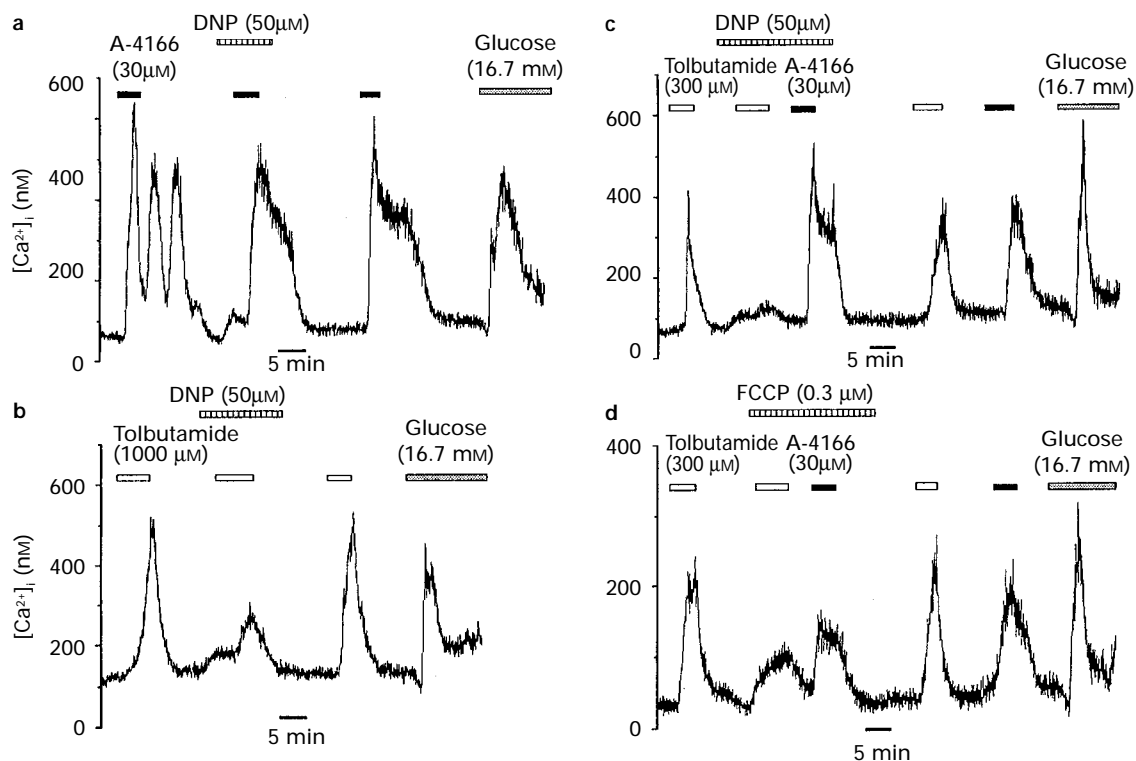 a
DNP (50µM)
A-4166
(30µM)
Glucose
(16.7 mM)
600
400
200
0
[Ca²⁺]ᵢ (nM)
5 min
b
DNP (50µM)
Tolbutamide
(1000 µM)
Glucose
(16.7 mM)
600
400
200
0
[Ca²⁺]ᵢ (nM)
5 min
c
DNP (50µM)
Tolbutamide
(300 µM)
A-4166
(30µM)
Glucose
(16.7 mM)
600
400
200
0
5 min
d
FCCP (0.3 µM)
Tolbutamide
(300 µM)
A-4166
(30µM)
Glucose
(16.7 mM)
400
200
0
5 min